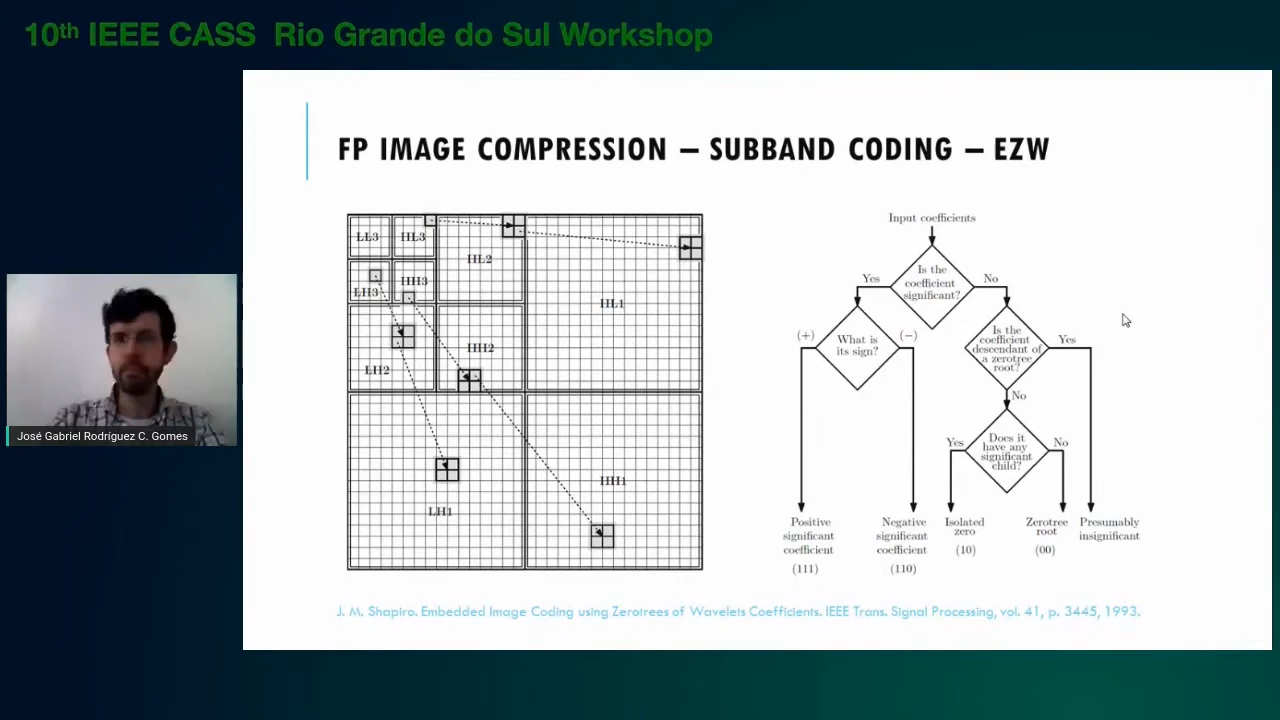 10th IEEE CASS Rio Grande do Sul Workshop
FP IMAGE COMPRESSION – SUBBAND CODING – EZW
LL3
HL3
HL2
HL1
LH3
HH3
LH2
HH2
LH1
HH1
Input coefficients
Is the
coefficient
significant?
Yes
No
What is
its sign?
(+)
(−)
Is the
coefficient
descendant of
a zerotree
root?
Yes
No
Does it
have any
significant
child?
Yes
No
Positive
significant
coefficient
(111)
Negative
significant
coefficient
(110)
Isolated
zero
(10)
Zerotree
root
(00)
Presumably
insignificant
J. M. Shapiro. Embedded Image Coding using Zerotrees of Wavelets Coefficients. IEEE Trans. Signal Processing, vol. 41, p. 3445, 1993.
José Gabriel Rodríguez C. Gomes